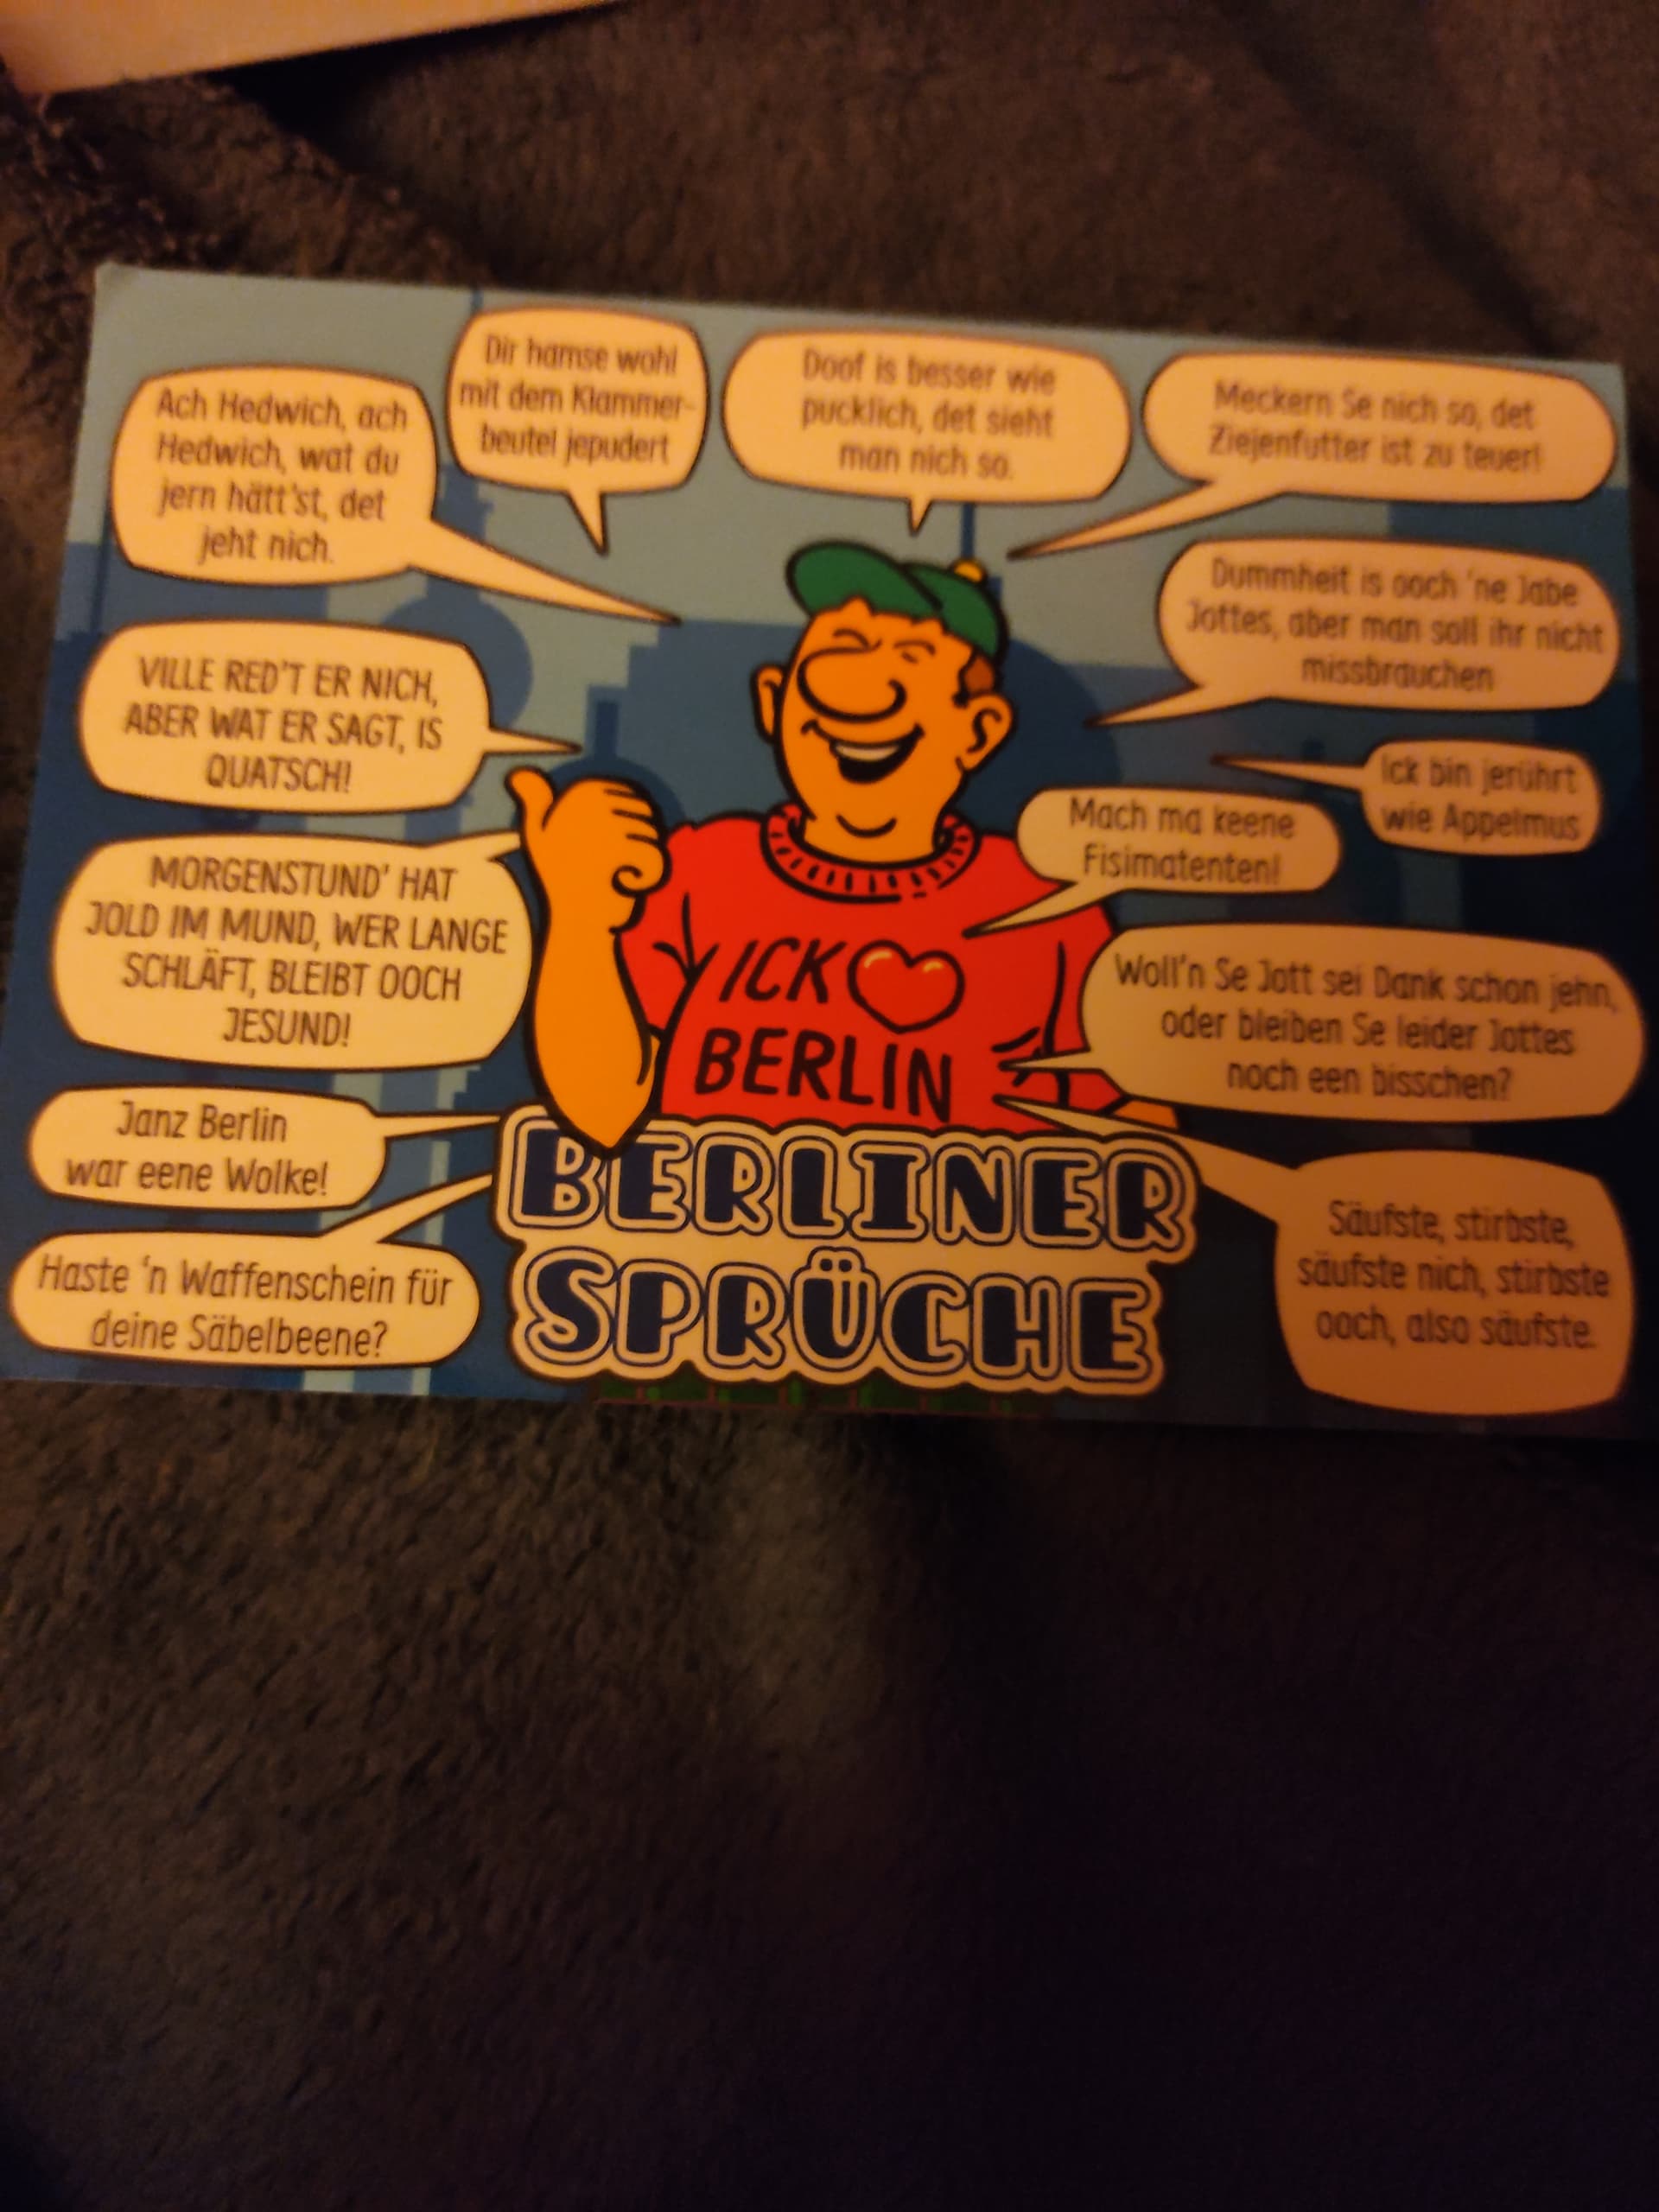 Ach Hedwich, ach
Hedwich, wat du
jern hätt'st, det
jeht nich.
Dir hamse wohl
mit dem Klammer-
beutel jepudert
Doof is besser wie
pucklich, det sieht
man nich so.
Meckern Se nich so, det
Ziejenfutter ist zu teuer!
VILLE RED'T ER NICH,
ABER WAT ER SAGT, IS
QUATSCH!
Dummheit is ooch 'ne Jabe
Jottes, aber man soll ihr nicht
missbrauchen
Ick bin jerührt
wie Appelmus
Mach ma keene
Fisimatenten!
MORGENSTUND' HAT
JOLD IM MUND, WER LANGE
SCHLÄFT, BLEIBT OOCH
JESUND!
ICK
BERLIN
Woll'n Se Jott sei Dank schon jehn,
oder bleiben Se leider Jottes
noch een bisschen?
Janz Berlin
war eene Wolke!
Haste 'n Waffenschein für
deine Säbelbeene?
Säufste, stirbste,
säufste nich, stirbste
ooch, also säufste.
BERLINER
SPRÜCHE